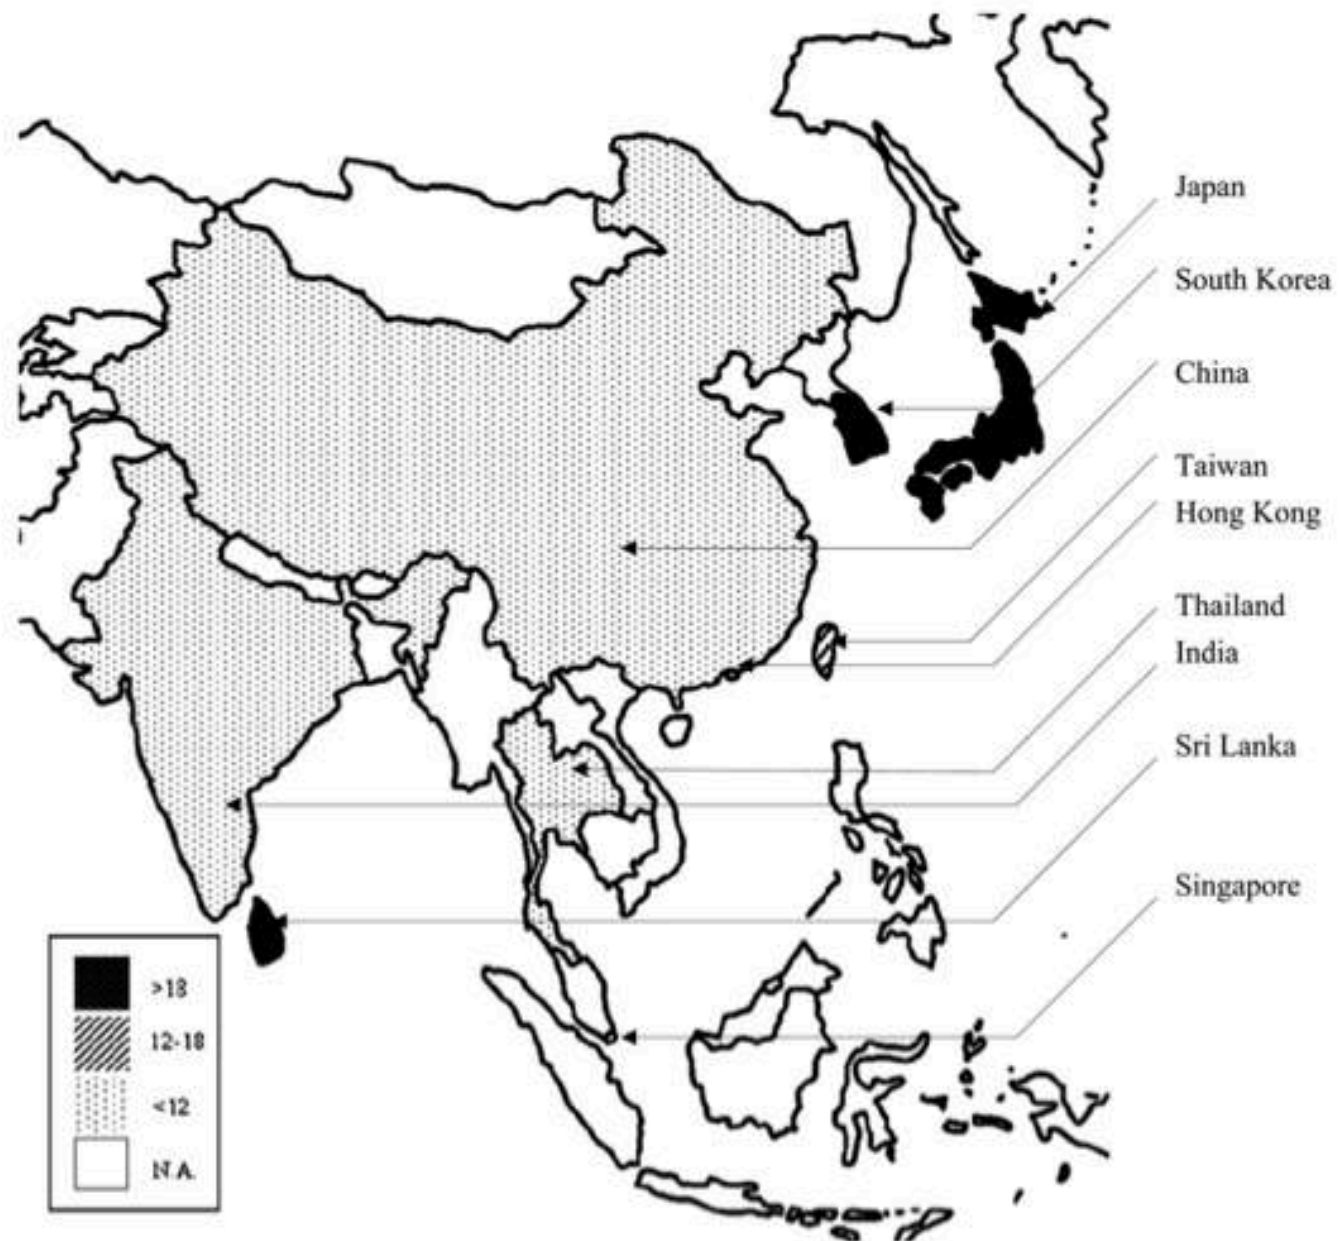 Japan
South Korea
China
Taiwan
Hong Kong
Thailand
India
Sri Lanka
Singapore
>18
12-18
<12
N.A.